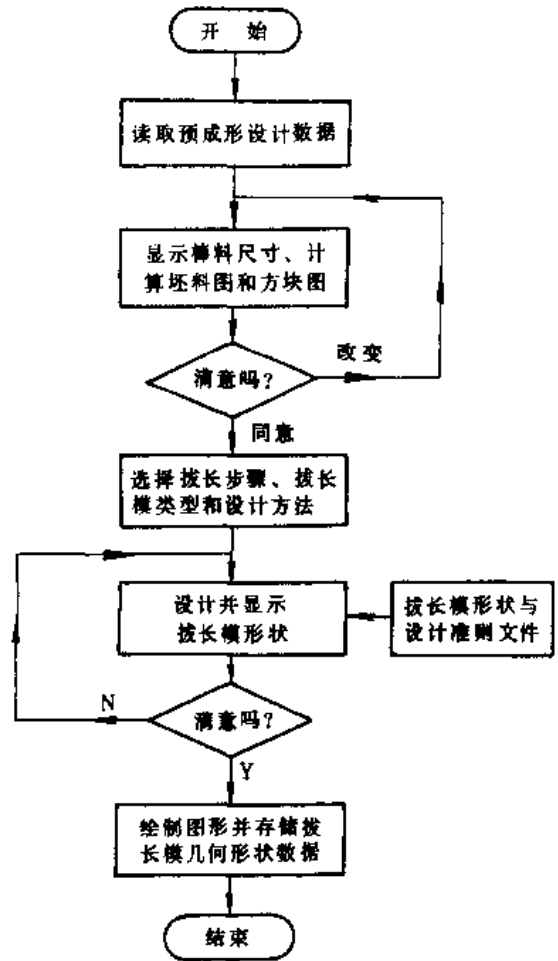 开 始
读取预成形设计数据
显示棒料尺寸、计
算坯料图和方块图
改变
满意吗?
同意
选择拔长步骤、拔长
模类型和设计方法
设计并显示
拔长模形状
拔长模形状与
设计准则文件
N
满意吗?
Y
绘制图形并存储拔
长模几何形状数据
结束